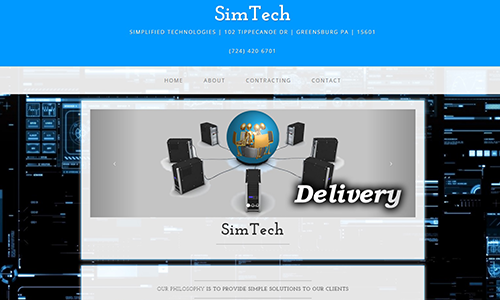 SimTech
SIMPLIFIED TECHNOLOGIES | 102 TIPPECANOE DR | GREENSBURG PA | 15601
(724) 420 6701
HOME ABOUT CONTRACTING CONTACT
Delivery
SimTech
OUR PHILOSOPHY IS TO PROVIDE SIMPLE SOLUTIONS TO OUR CLIENTS